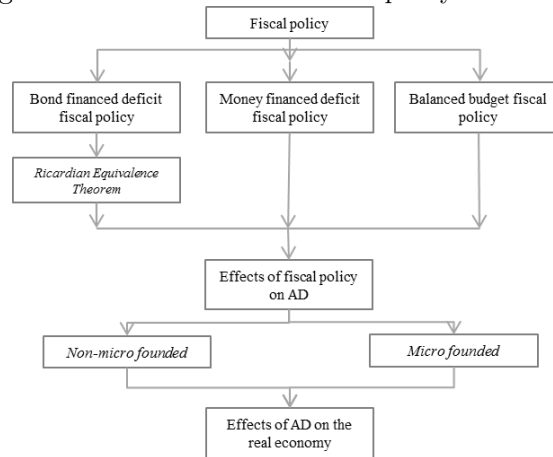 Fiscal policy
Bond financed deficit
fiscal policy
Money financed deficit
fiscal policy
Balanced budget fiscal
policy
Ricardian Equivalence
Theorem
Effects of fiscal policy
on AD
Non-micro founded
Micro founded
Effects of AD on the
real economy